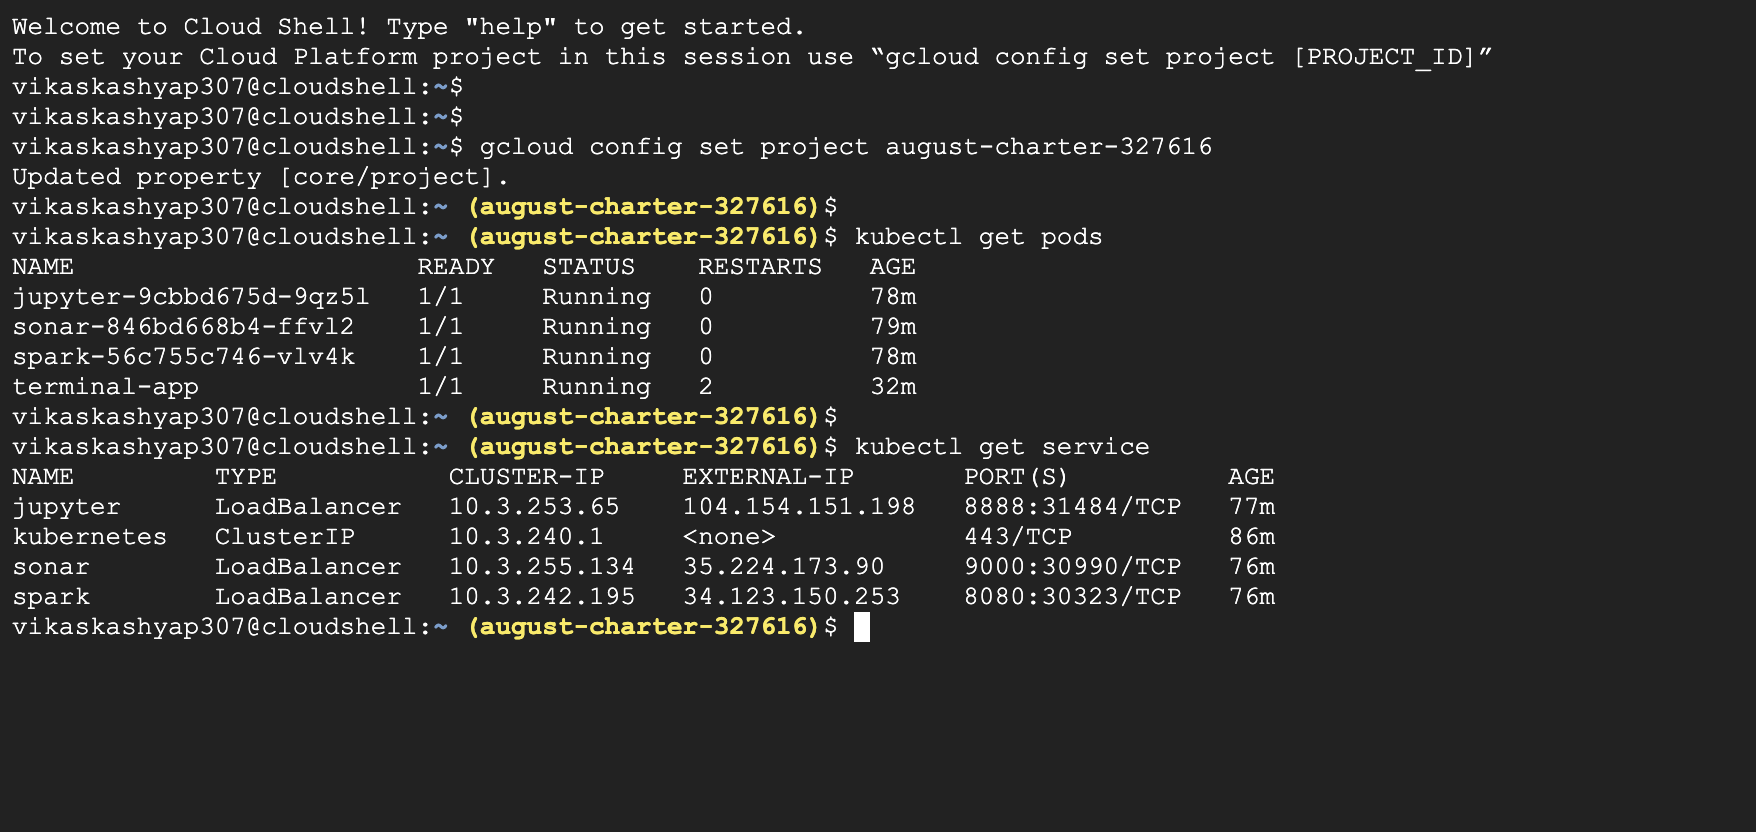 Welcome to Cloud Shell! Type "help" to get started.
To set your Cloud Platform project in this session use “gcloud config set project [PROJECT_ID]”
vikaskashyap307@cloudshell:~$
vikaskashyap307@cloudshell:~$
vikaskashyap307@cloudshell:~$ gcloud config set project august-charter-327616
Updated property [core/project].
vikaskashyap307@cloudshell:~ (august-charter-327616)$
vikaskashyap307@cloudshell:~ (august-charter-327616)$ kubectl get pods
NAME                      READY   STATUS    RESTARTS   AGE
jupyter-9cbbd675d-9qz5l   1/1     Running   0          78m
sonar-846bd668b4-ffvl2    1/1     Running   0          79m
spark-56c755c746-vlv4k    1/1     Running   0          78m
terminal-app              1/1     Running   2          32m
vikaskashyap307@cloudshell:~ (august-charter-327616)$
vikaskashyap307@cloudshell:~ (august-charter-327616)$ kubectl get service
NAME         TYPE           CLUSTER-IP     EXTERNAL-IP       PORT(S)          AGE
jupyter      LoadBalancer   10.3.253.65    104.154.151.198   8888:31484/TCP   77m
kubernetes   ClusterIP      10.3.240.1     <none>            443/TCP          86m
sonar        LoadBalancer   10.3.255.134   35.224.173.90     9000:30990/TCP   76m
spark        LoadBalancer   10.3.242.195   34.123.150.253    8080:30323/TCP   76m
vikaskashyap307@cloudshell:~ (august-charter-327616)$